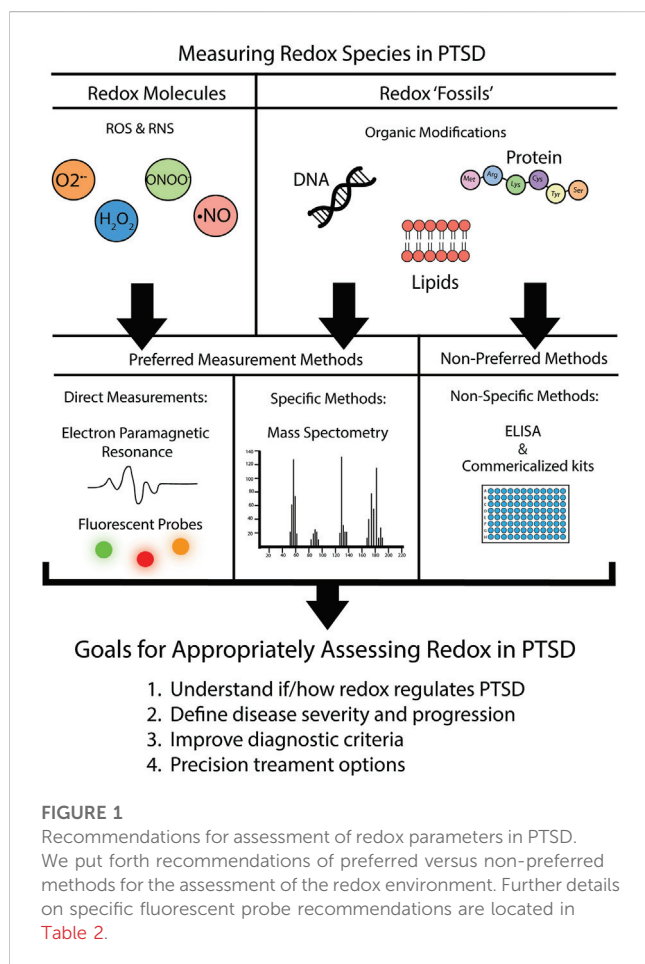 Measuring Redox Species in PTSD
Redox Molecules
Redox 'Fossils'
ROS & RNS
O2•-
H₂O₂
ONOO⁻
•NO
Organic Modifications
DNA
Protein
Met Arg Lys Cys Tyr Ser
Lipids
Preferred Measurement Methods
Non-Preferred Methods
Direct Measurements:
Electron Paramagnetic
Resonance
Fluorescent Probes
Specific Methods:
Mass Spectometry
140
120
100
80
60
40
20
20 40 60 80 100 120 140 160 180 200 220
Non-Specific Methods:
ELISA
&
Commericalized kits
Goals for Appropriately Assessing Redox in PTSD
1. Understand if/how redox regulates PTSD
2. Define disease severity and progression
3. Improve diagnostic criteria
4. Precision treament options
FIGURE 1
Recommendations for assessment of redox parameters in PTSD.
We put forth recommendations of preferred versus non-preferred
methods for the assessment of the redox environment. Further details
on specific fluorescent probe recommendations are located in
Table 2.